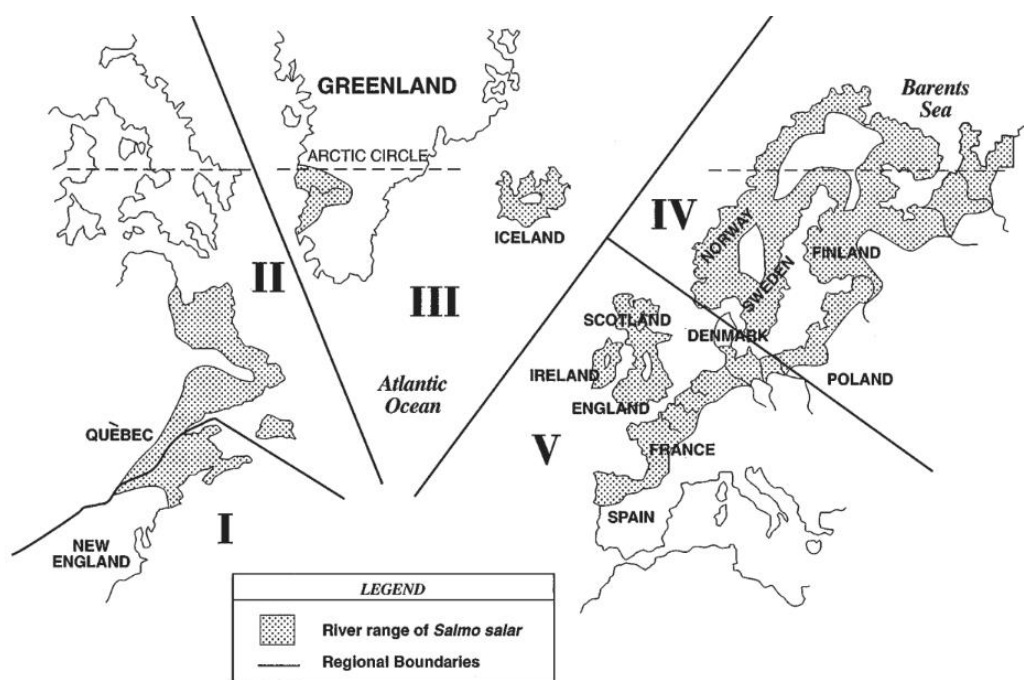 GREENLAND
Barents
Sea
ARCTIC CIRCLE
ICELAND
IV
NORWAY
FINLAND
SWEDEN
II
III
SCOTLAND
DENMARK
IRELAND
POLAND
ENGLAND
Atlantic
Ocean
QUÈBEC
V
FRANCE
SPAIN
I
NEW
ENGLAND
LEGEND
River range of Salmo salar
Regional Boundaries